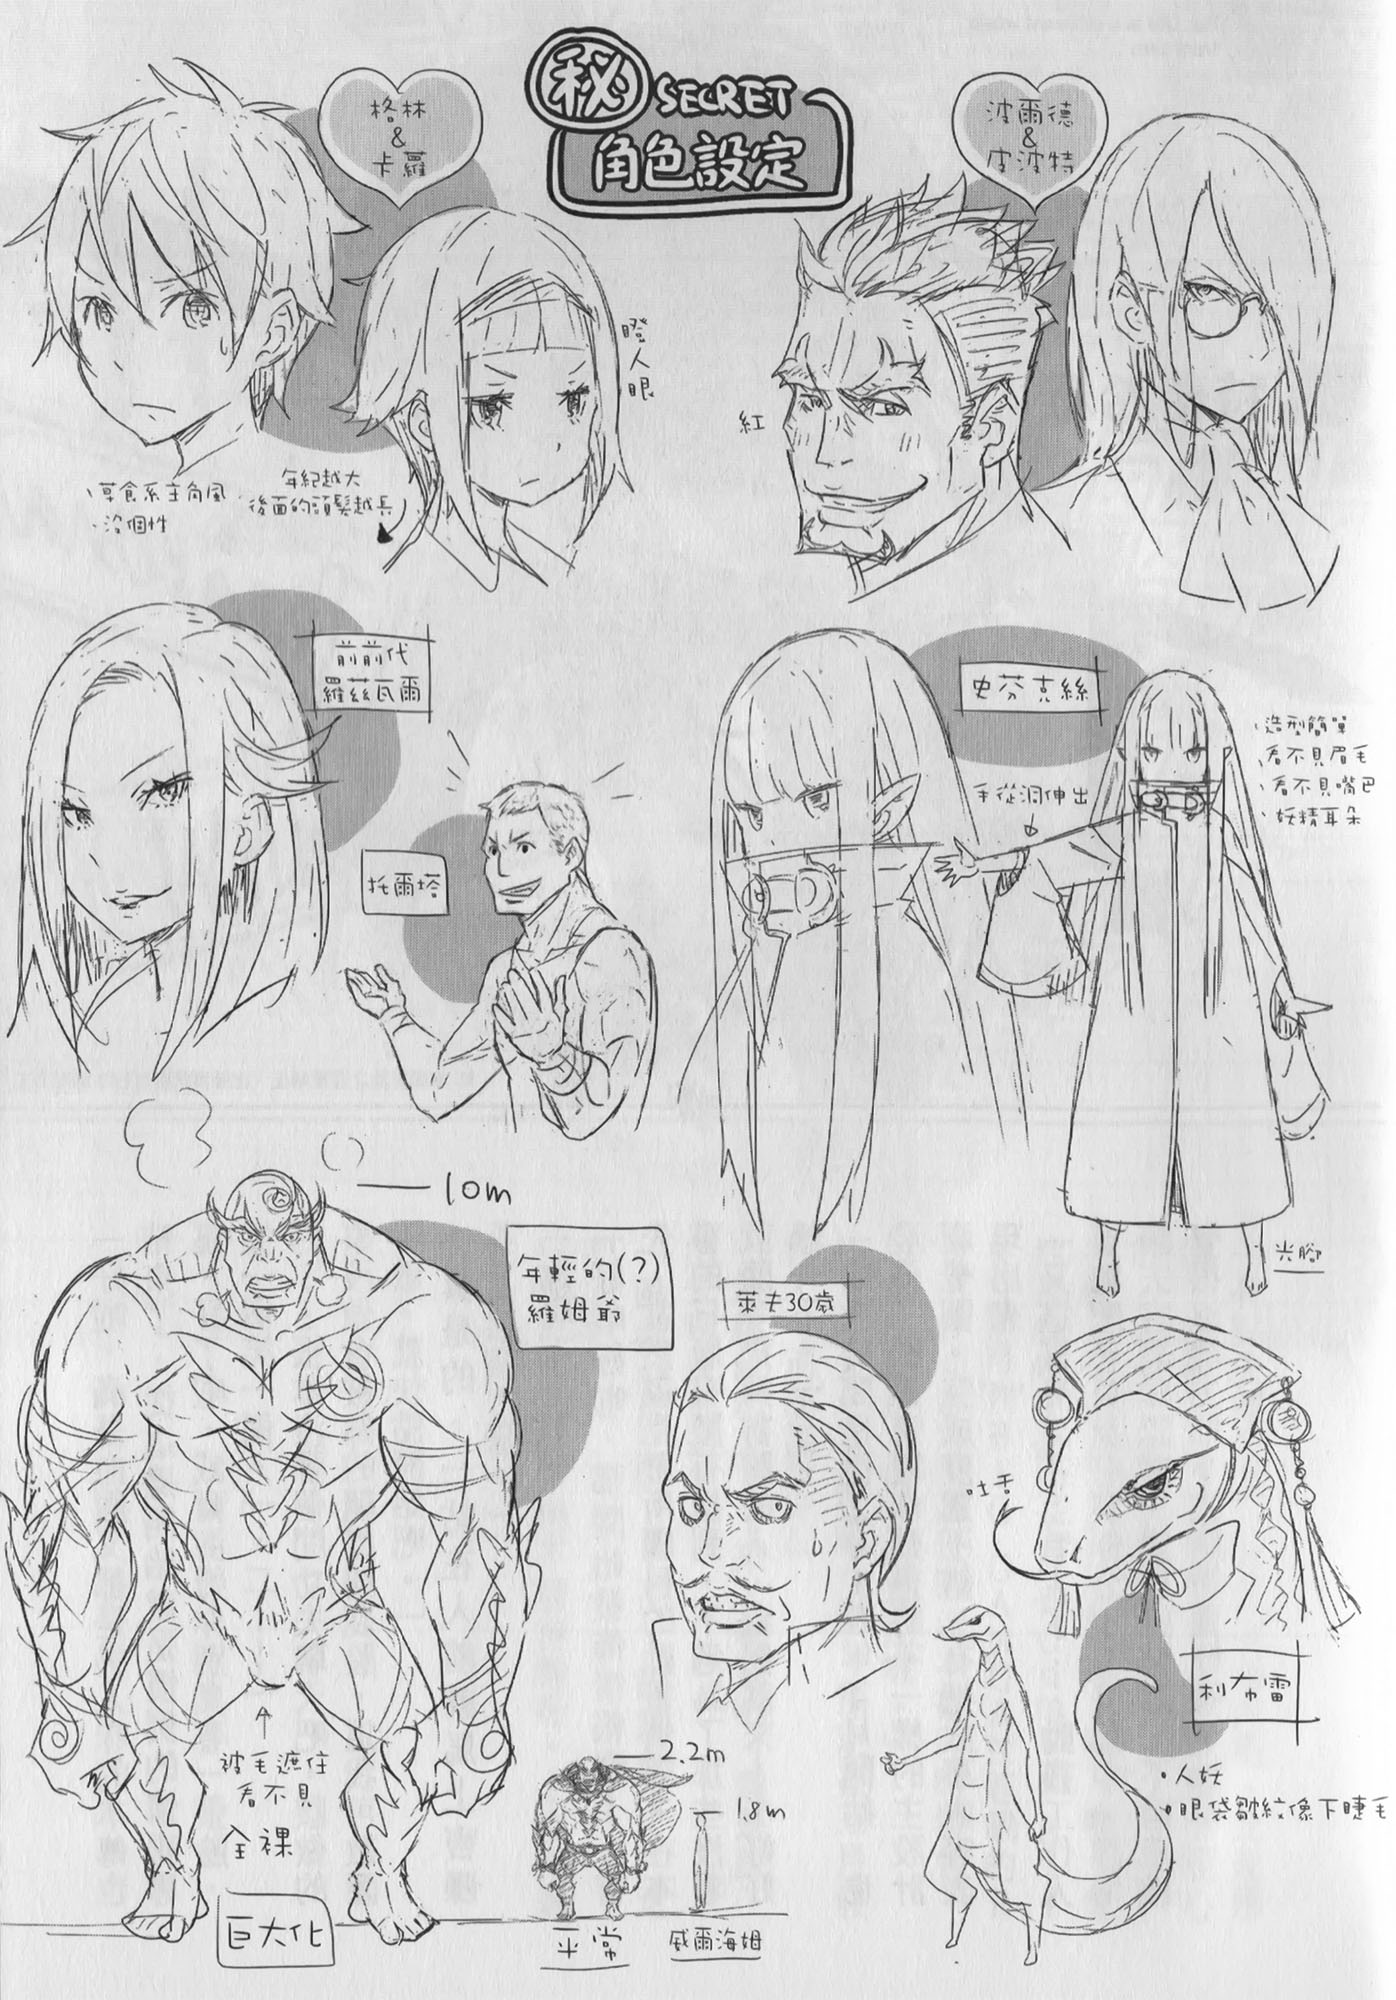 秘 SECRET
角色設定
格林
&
卡蘿
波爾德
&
皮波特
瞪人眼
紅
、草食系主角風
・沒個性
年紀越大
後面的頭髮越長
前前代
羅茲瓦爾
托爾塔
史芬克絲
手從洞伸出
、造型簡單
、看不見眉毛
、看不見嘴巴
、妖精耳朵
光腳
10m
年輕的(?)
羅姆爺
萊夫30歲
吐舌
利布雷
・人妖
・眼袋皺紋像下睫毛
↑
被毛遮住
看不見
全裸
巨大化
2.2m
1.8m
平常
威爾海姆